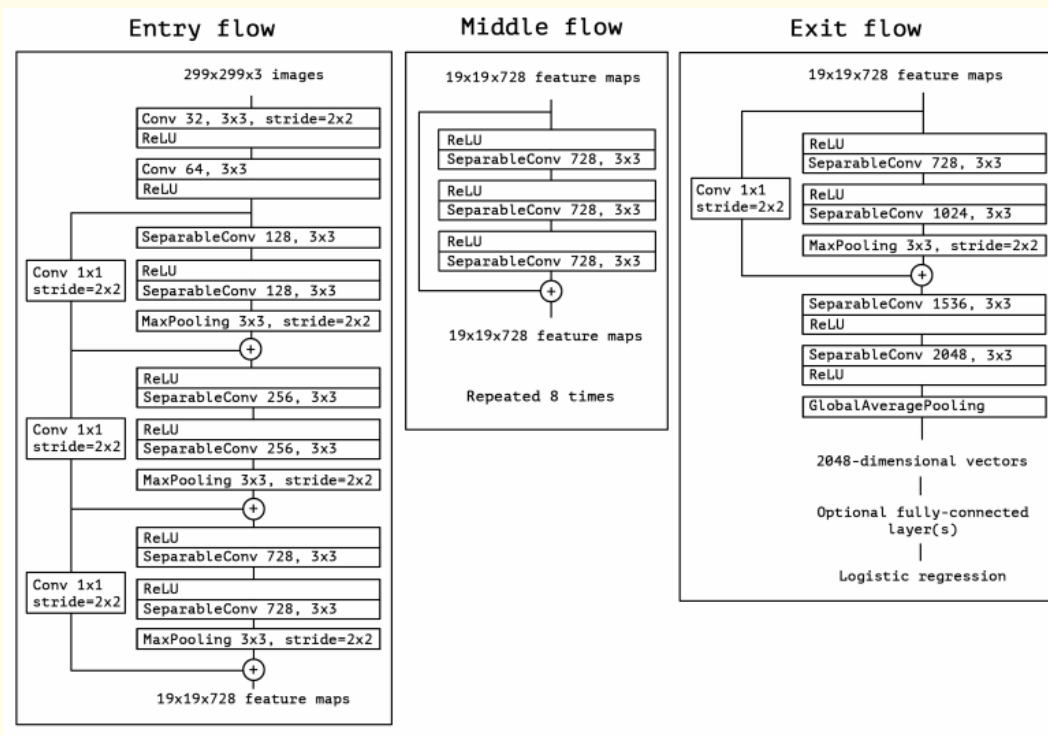 Entry flow
299x299x3 images
Conv 32, 3x3, stride=2x2
ReLU
Conv 64, 3x3
ReLU
SeparableConv 128, 3x3
Conv 1x1
stride=2x2
ReLU
SeparableConv 128, 3x3
MaxPooling 3x3, stride=2x2
+
ReLU
SeparableConv 256, 3x3
Conv 1x1
stride=2x2
ReLU
SeparableConv 256, 3x3
MaxPooling 3x3, stride=2x2
+
ReLU
SeparableConv 728, 3x3
Conv 1x1
stride=2x2
ReLU
SeparableConv 728, 3x3
MaxPooling 3x3, stride=2x2
+
19x19x728 feature maps
Middle flow
19x19x728 feature maps
ReLU
SeparableConv 728, 3x3
ReLU
SeparableConv 728, 3x3
ReLU
SeparableConv 728, 3x3
+
19x19x728 feature maps
Repeated 8 times
Exit flow
19x19x728 feature maps
ReLU
SeparableConv 728, 3x3
Conv 1x1
stride=2x2
ReLU
SeparableConv 1024, 3x3
MaxPooling 3x3, stride=2x2
+
SeparableConv 1536, 3x3
ReLU
SeparableConv 2048, 3x3
ReLU
GlobalAveragePooling
2048-dimensional vectors
Optional fully-connected
layer(s)
Logistic regression